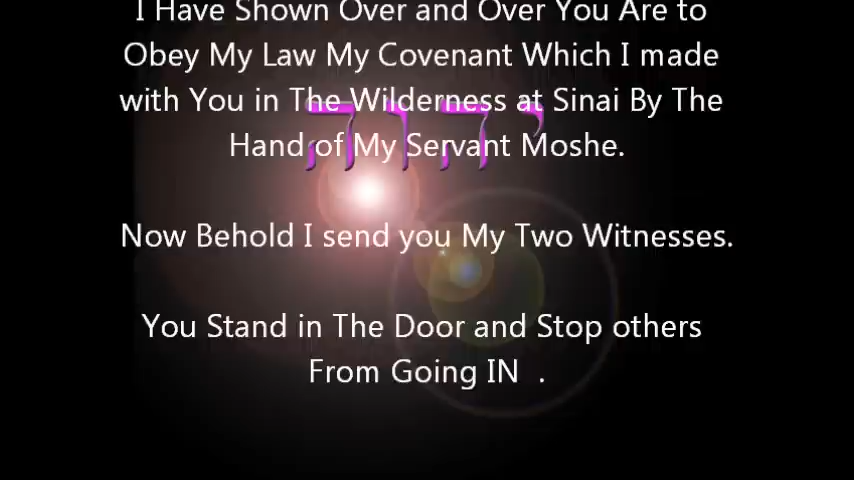 I Have Shown Over and Over You Are to
Obey My Law My Covenant Which I made
with You in The Wilderness at Sinai By The
יהוה
Hand of My Servant Moshe.
Now Behold I send you My Two Witnesses.
You Stand in The Door and Stop others
From Going IN .